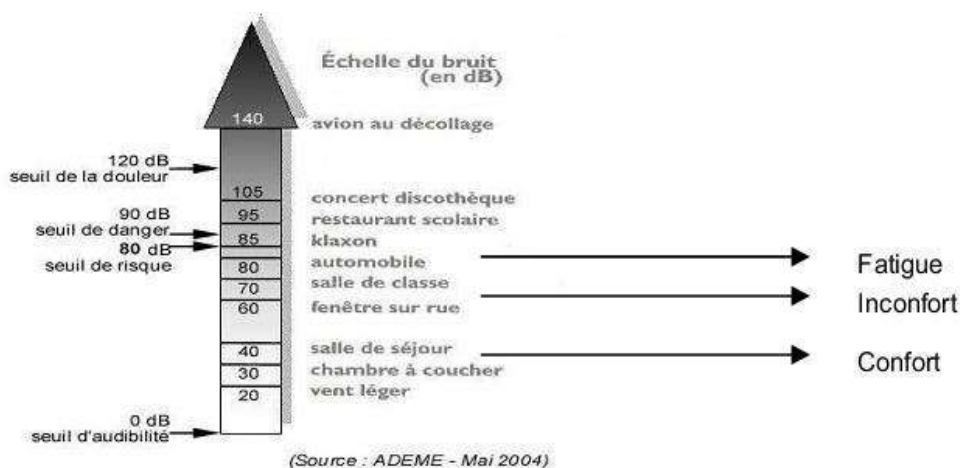 Échelle du bruit
(en dB)
140
avion au décollage
120 dB
seuil de la douleur
105
concert discothèque
90 dB
seuil de danger
95
restaurant scolaire
85
klaxon
80 dB
seuil de risque
80
automobile
Fatigue
70
salle de classe
Inconfort
60
fenêtre sur rue
40
salle de séjour
Confort
30
chambre à coucher
20
vent léger
0 dB
seuil d'audibilité
(Source : ADEME - Mai 2004)